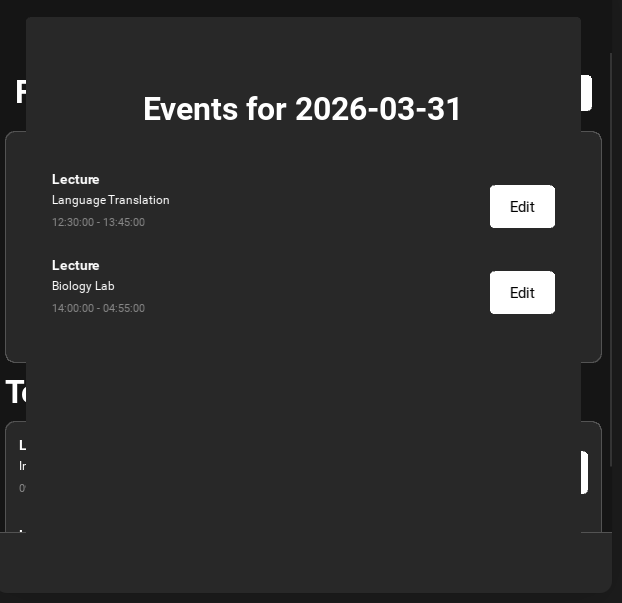 Events for 2026-03-31
Lecture
Language Translation
12:30:00 - 13:45:00
Edit
Lecture
Biology Lab
14:00:00 - 04:55:00
Edit